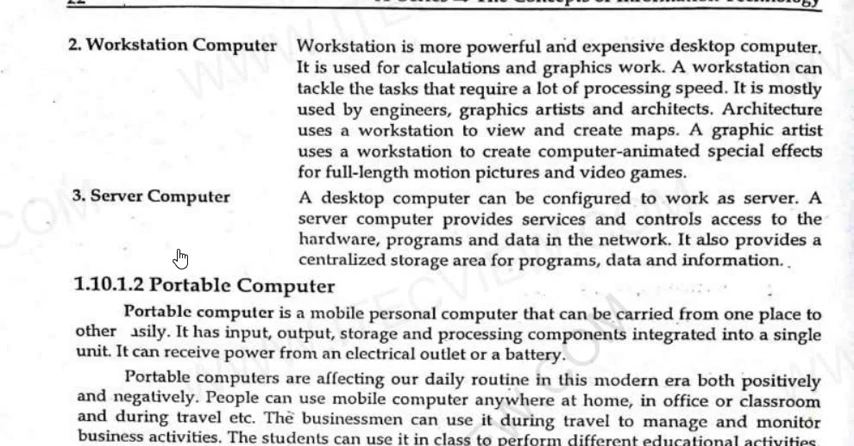 22
2. Workstation Computer Workstation is more powerful and expensive desktop computer.
It is used for calculations and graphics work. A workstation can
tackle the tasks that require a lot of processing speed. It is mostly
used by engineers, graphics artists and architects. Architecture
uses a workstation to view and create maps. A graphic artist
uses a workstation to create computer-animated special effects
for full-length motion pictures and video games.
3. Server Computer A desktop computer can be configured to work as server. A
server computer provides services and controls access to the
hardware, programs and data in the network. It also provides a
centralized storage area for programs, data and information.
1.10.1.2 Portable Computer
Portable computer is a mobile personal computer that can be carried from one place to
other asily. It has input, output, storage and processing components integrated into a single
unit. It can receive power from an electrical outlet or a battery.
Portable computers are affecting our daily routine in this modern era both positively
and negatively. People can use mobile computer anywhere at home, in office or classroom
and during travel etc. The businessmen can use it during travel to manage and monitor
business activities. The students can use it in class to perform different educational activities.
WWW.ITECVIEW.COM